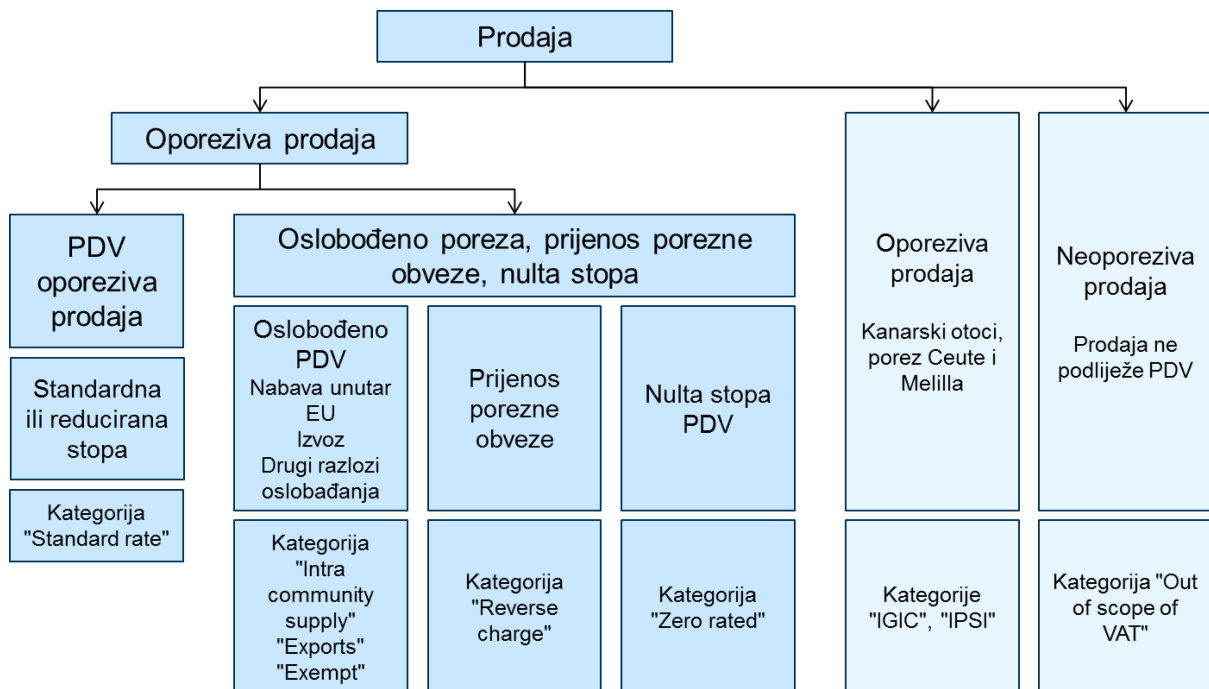 Prodaja
Oporeziva prodaja
PDV
oporeziva
prodaja
Standardna
ili reducirana
stopa
Kategorija
"Standard rate"
Oslobođeno poreza, prijenos porezne
obveze, nulta stopa
Oslobođeno
PDV
Nabava unutar
EU
Izvoz
Drugi razlozi
oslobađanja
Kategorija
"Intra
community
supply"
"Exports"
"Exempt"
Prijenos
porezne
obveze
Kategorija
"Reverse
charge"
Nulta stopa
PDV
Kategorija
"Zero rated"
Oporeziva
prodaja
Kanarski otoci,
porez Ceute i
Melilla
Kategorije
"IGIC", "IPSI"
Neoporeziva
prodaja
Prodaja ne
podliježe PDV
Kategorija "Out
of scope of
VAT"